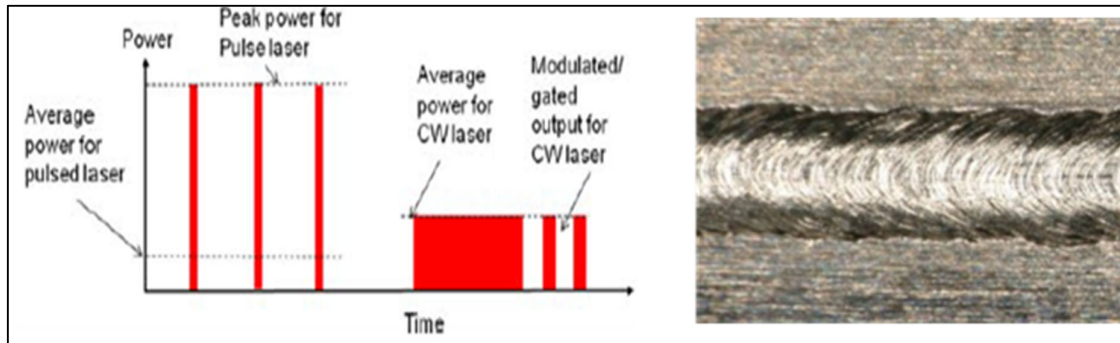 Power
Peak power for
Pulse laser
Average
power for
pulsed laser
Average
power for
CW laser
Modulated/
gated
output for
CW laser
Time